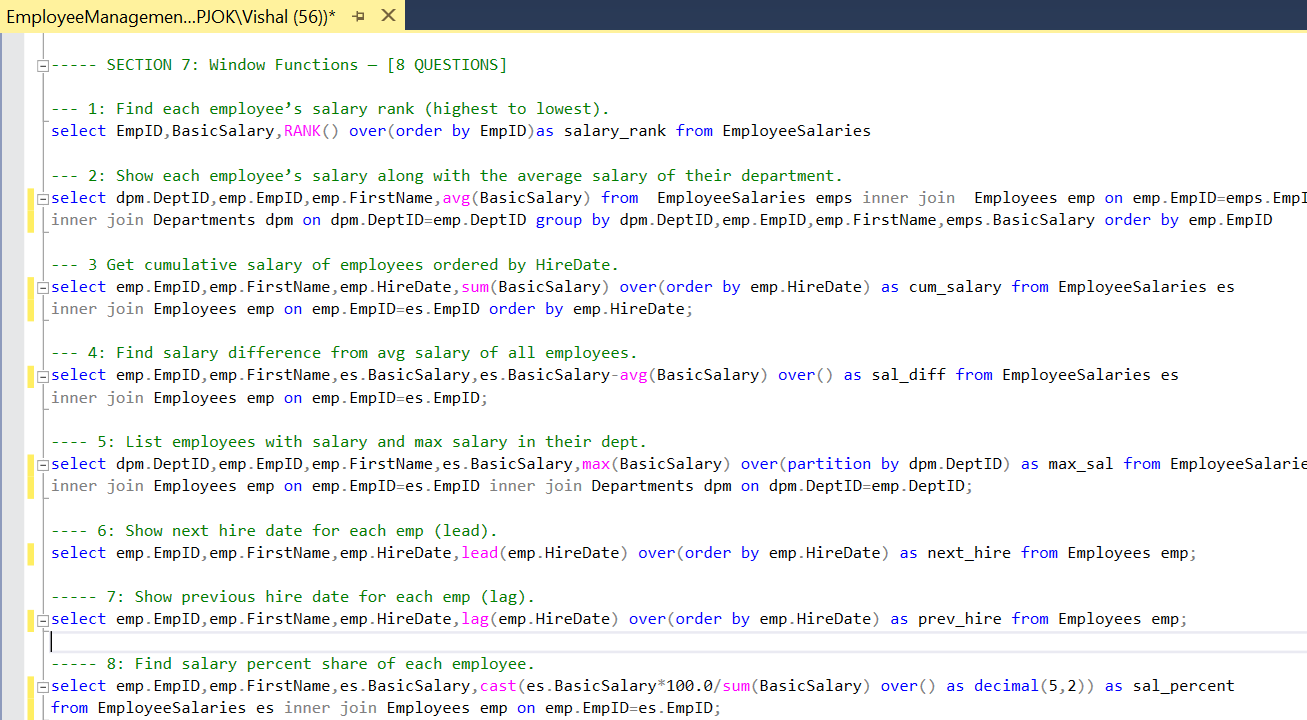 EmployeeManagemen...PJOK\Vishal (56))*
----- SECTION 7: Window Functions — [8 QUESTIONS]
--- 1: Find each employee’s salary rank (highest to lowest).
select EmpID,BasicSalary,RANK() over(order by EmpID)as salary_rank from EmployeeSalaries
--- 2: Show each employee’s salary along with the average salary of their department.
select dpm.DeptID,emp.EmpID,emp.FirstName,avg(BasicSalary) from  EmployeeSalaries emps inner join  Employees emp on emp.EmpID=emps.EmpI
inner join Departments dpm on dpm.DeptID=emp.DeptID group by dpm.DeptID,emp.EmpID,emp.FirstName,emps.BasicSalary order by emp.EmpID
--- 3 Get cumulative salary of employees ordered by HireDate.
select emp.EmpID,emp.FirstName,emp.HireDate,sum(BasicSalary) over(order by emp.HireDate) as cum_salary from EmployeeSalaries es
inner join Employees emp on emp.EmpID=es.EmpID order by emp.HireDate;
--- 4: Find salary difference from avg salary of all employees.
select emp.EmpID,emp.FirstName,es.BasicSalary,es.BasicSalary-avg(BasicSalary) over() as sal_diff from EmployeeSalaries es
inner join Employees emp on emp.EmpID=es.EmpID;
---- 5: List employees with salary and max salary in their dept.
select dpm.DeptID,emp.EmpID,emp.FirstName,es.BasicSalary,max(BasicSalary) over(partition by dpm.DeptID) as max_sal from EmployeeSalarie
inner join Employees emp on emp.EmpID=es.EmpID inner join Departments dpm on dpm.DeptID=emp.DeptID;
---- 6: Show next hire date for each emp (lead).
select emp.EmpID,emp.FirstName,emp.HireDate,lead(emp.HireDate) over(order by emp.HireDate) as next_hire from Employees emp;
----- 7: Show previous hire date for each emp (lag).
select emp.EmpID,emp.FirstName,emp.HireDate,lag(emp.HireDate) over(order by emp.HireDate) as prev_hire from Employees emp;
----- 8: Find salary percent share of each employee.
select emp.EmpID,emp.FirstName,es.BasicSalary,cast(es.BasicSalary*100.0/sum(BasicSalary) over() as decimal(5,2)) as sal_percent
from EmployeeSalaries es inner join Employees emp on emp.EmpID=es.EmpID;